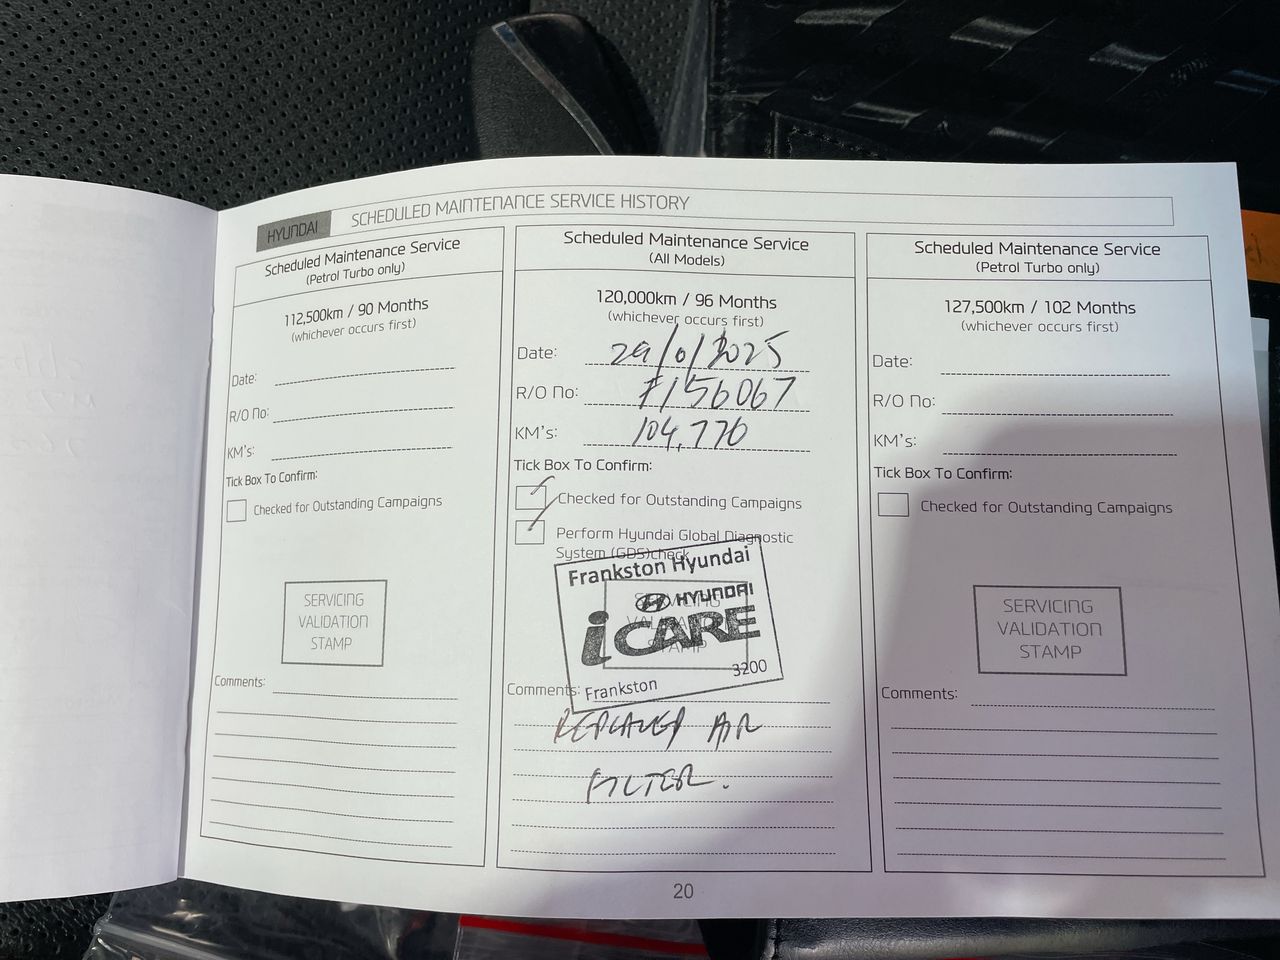 HYUNDAI
SCHEDULED MAINTENANCE SERVICE HISTORY
Scheduled Maintenance Service
(Petrol Turbo only)
112,500km / 90 Months
(whichever occurs first)
Date:
R/O No:
KM's:
Tick Box To Confirm:
Checked for Outstanding Campaigns
SERVICING
VALIDATION
STAMP
Comments:
Scheduled Maintenance Service
(All Models)
120,000km / 96 Months
(whichever occurs first)
Date: 29/0/2025
R/O No: F156067
KM's: 104,770
Tick Box To Confirm:
Checked for Outstanding Campaigns
Perform Hyundai Global Diagnostic
System (GDS)check
Frankston Hyundai
HYUNDAI
iCARE
3200
Frankston
SERVICING
VALIDATION
STAMP
Comments:
REPLACED AIR
FILTER.
Scheduled Maintenance Service
(Petrol Turbo only)
127,500km / 102 Months
(whichever occurs first)
Date:
R/O No:
KM's:
Tick Box To Confirm:
Checked for Outstanding Campaigns
SERVICING
VALIDATION
STAMP
Comments:
20